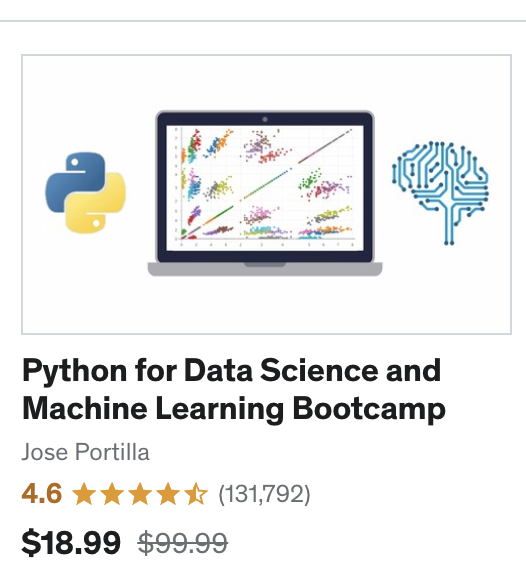 Python for Data Science and
Machine Learning Bootcamp
Jose Portilla
4.6 (131,792)
$18.99 $99.99